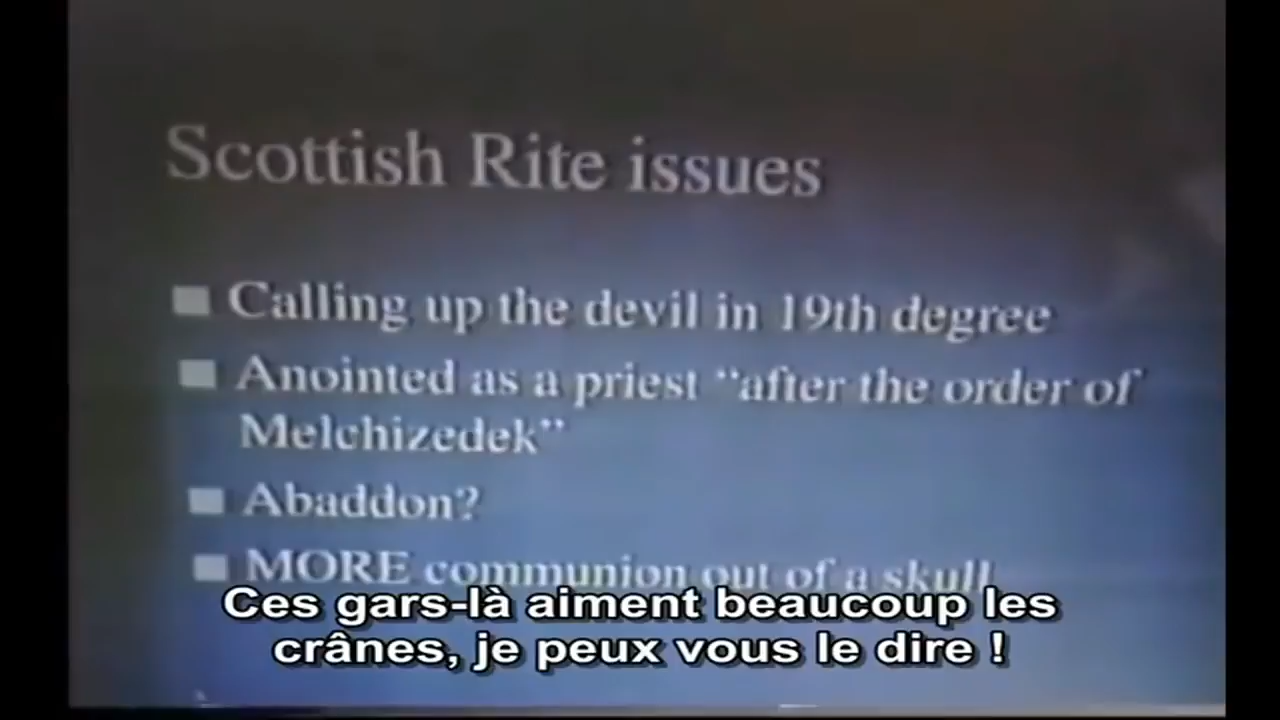 Scottish Rite issues
Calling up the devil in 19th degree
Anointed as a priest “after the order of
Melchizedek”
Abaddon?
MORE communion out of a skull
Ces gars-là aiment beaucoup les
crânes, je peux vous le dire !